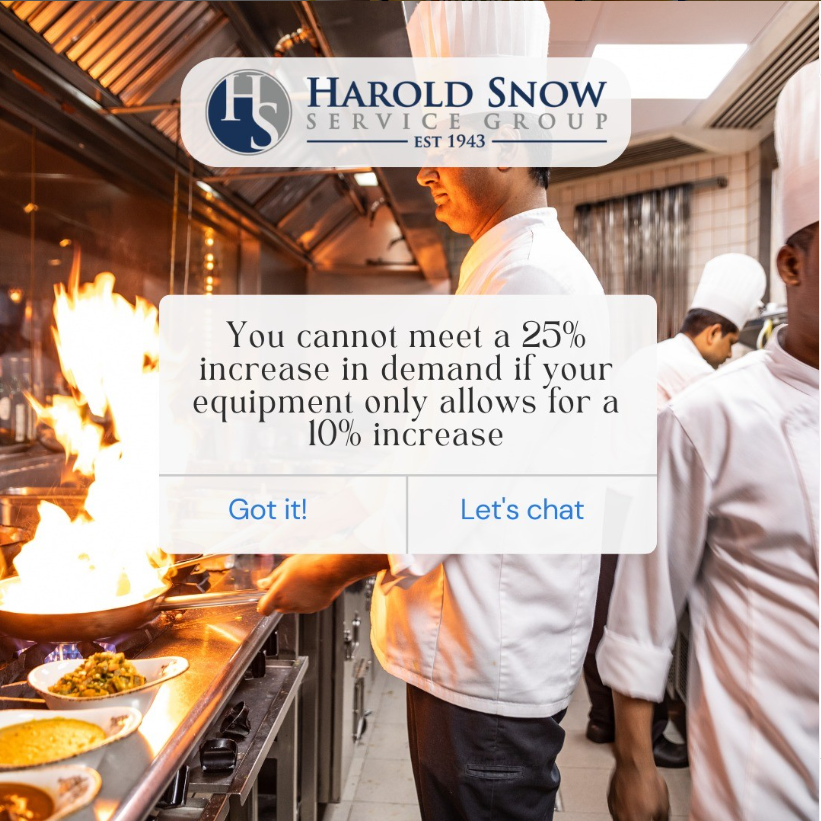 HS
HAROLD SNOW
SERVICE GROUP
EST 1943
You cannot meet a 25%
increase in demand if your
equipment only allows for a
10% increase
Got it!
Let's chat